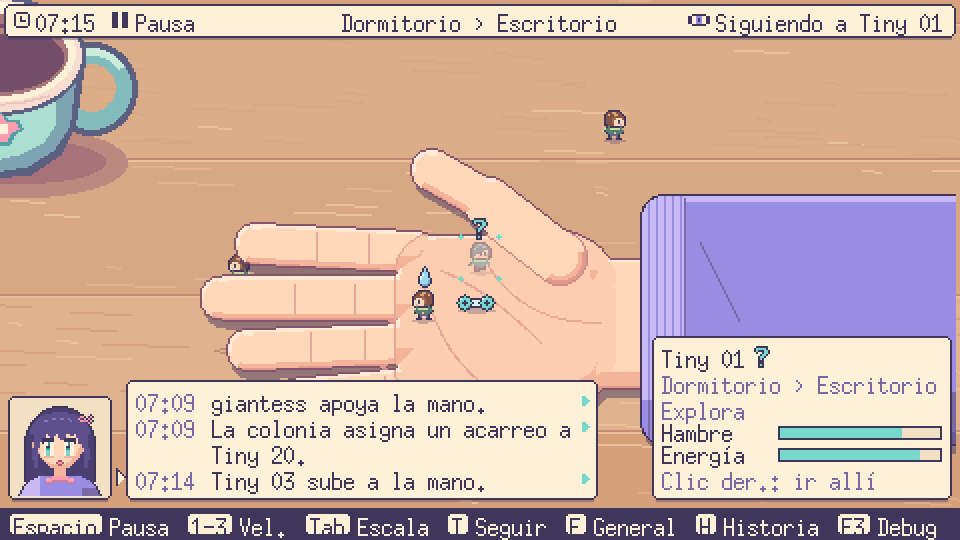 07:15 Pausa
Dormitorio > Escritorio
Siguiendo a Tiny 01
?
Tiny 01 ?
Dormitorio > Escritorio
Explora
Hambre
Energía
Clic der.: ir allí
07:09 giantess apoya la mano.
07:09 La colonia asigna un acarreo a
Tiny 20.
07:14 Tiny 03 sube a la mano.
Espacio Pausa 1-3 Vel. Tab Escala T Seguir F General H Historia F3 Debug